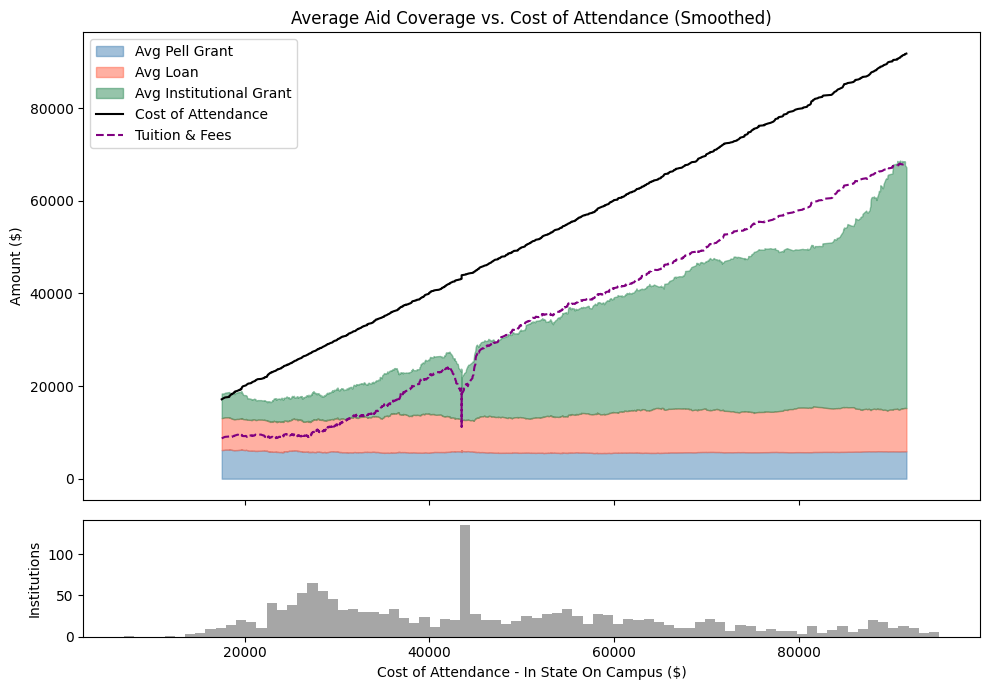 Average Aid Coverage vs. Cost of Attendance (Smoothed)
Avg Pell Grant
Avg Loan
Avg Institutional Grant
Cost of Attendance
Tuition & Fees
80000
60000
40000
20000
0
Amount ($)
100
50
0
Institutions
20000 40000 60000 80000
Cost of Attendance - In State On Campus ($)